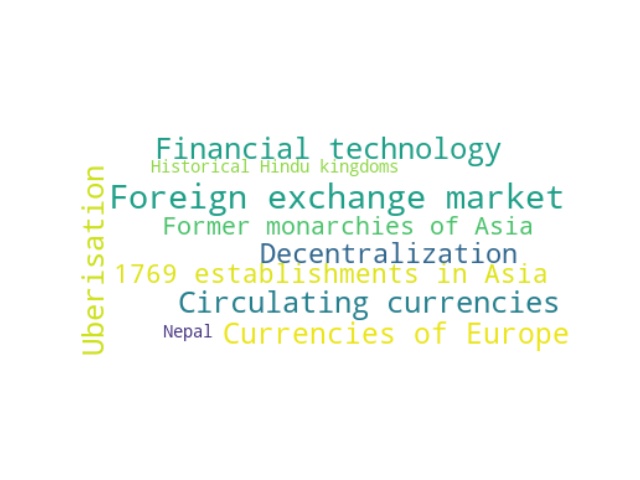 Financial technology
Historical Hindu kingdoms
Uberisation
Foreign exchange market
Former monarchies of Asia
Decentralization
1769 establishments in Asia
Circulating currencies
Nepal
Currencies of Europe